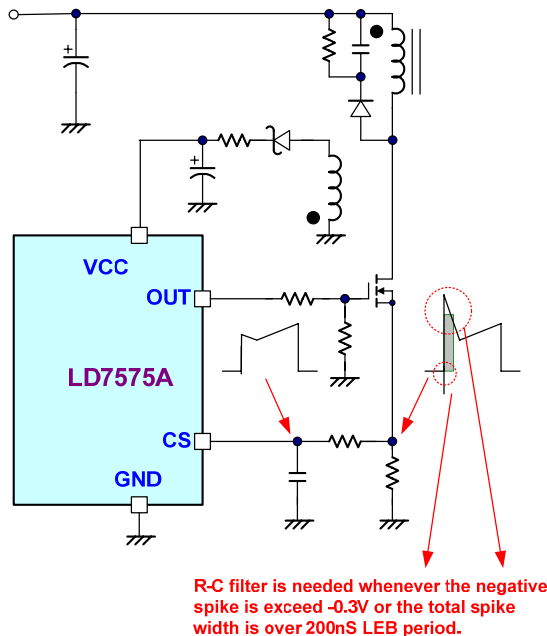 +
+
VCC
OUT
LD7575A
CS
GND
R-C filter is needed whenever the negative
spike is exceed -0.3V or the total spike
width is over 200nS LEB period.